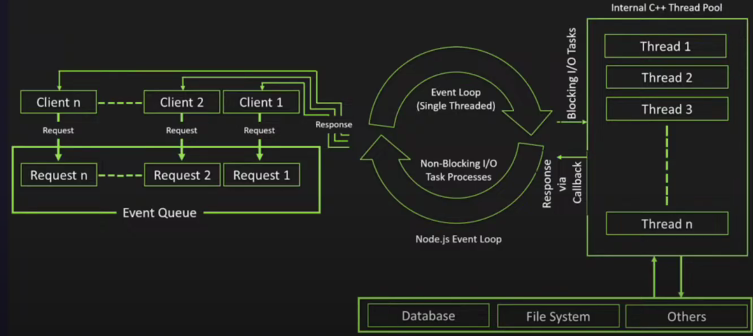 Internal C++ Thread Pool
Client n
Client 2
Client 1
Request
Request
Request
Response
Request n
Request 2
Request 1
Event Queue
Event Loop
(Single Threaded)
Non-Blocking I/O
Task Processes
Node.js Event Loop
Blocking I/O Tasks
Response
via
Callback
Thread 1
Thread 2
Thread 3
Thread n
Database
File System
Others